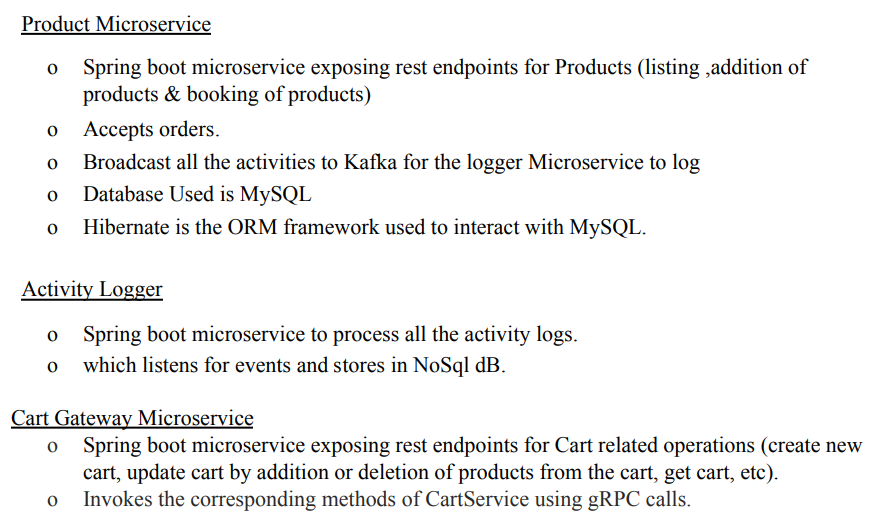 Product Microservice
o Spring boot microservice exposing rest endpoints for Products (listing ,addition of
products & booking of products)
o Accepts orders.
o Broadcast all the activities to Kafka for the logger Microservice to log
o Database Used is MySQL
o Hibernate is the ORM framework used to interact with MySQL.
Activity Logger
o Spring boot microservice to process all the activity logs.
o which listens for events and stores in NoSql dB.
Cart Gateway Microservice
o Spring boot microservice exposing rest endpoints for Cart related operations (create new
cart, update cart by addition or deletion of products from the cart, get cart, etc).
o Invokes the corresponding methods of CartService using gRPC calls.